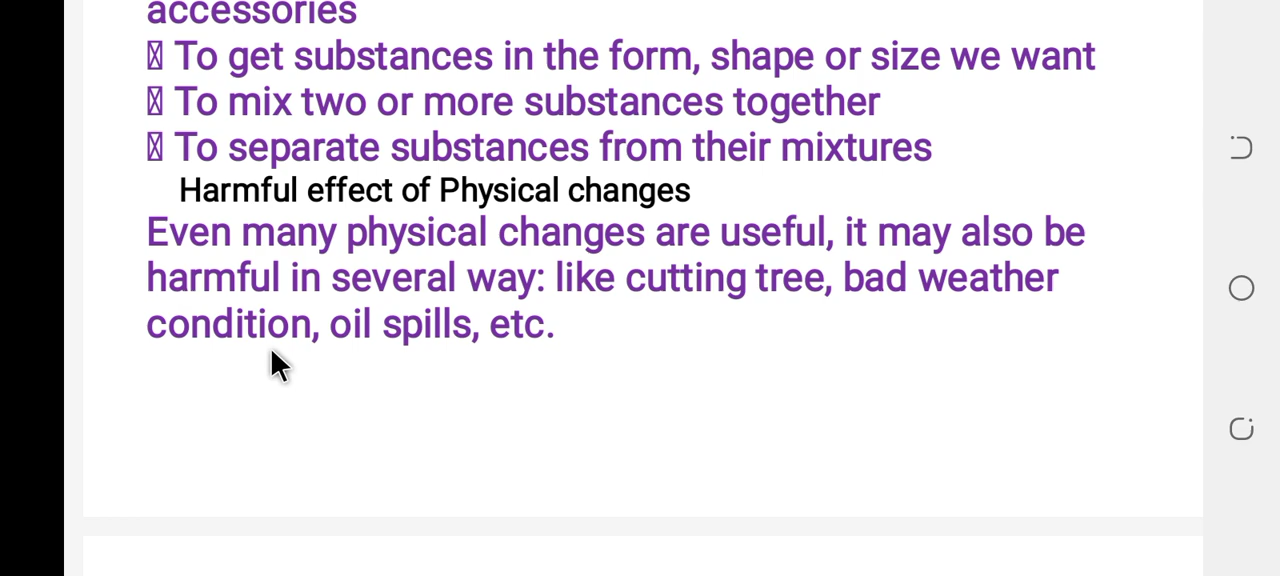 accessories
To get substances in the form, shape or size we want
To mix two or more substances together
To separate substances from their mixtures
Harmful effect of Physical changes
Even many physical changes are useful, it may also be
harmful in several way: like cutting tree, bad weather
condition, oil spills, etc.